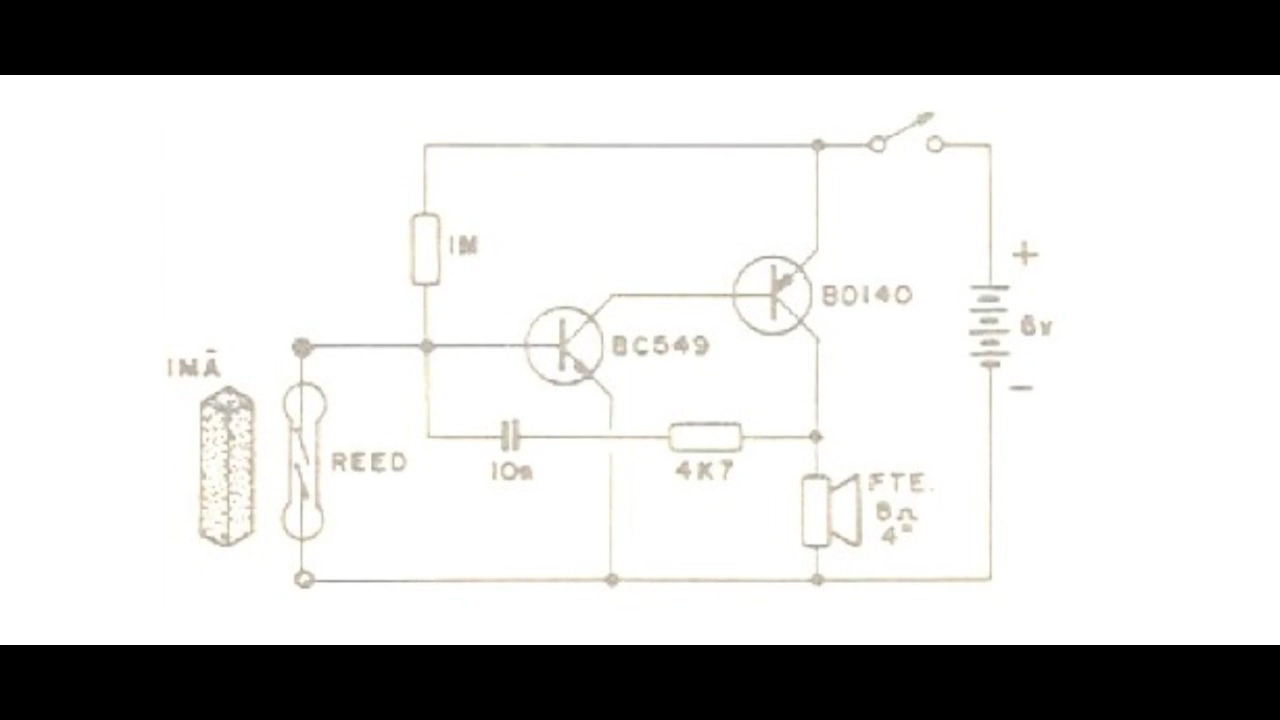 1M
BD140
+
6v
BC549
IMÃ
−
REED
10n
4K7
FTE.
8Ω
4"